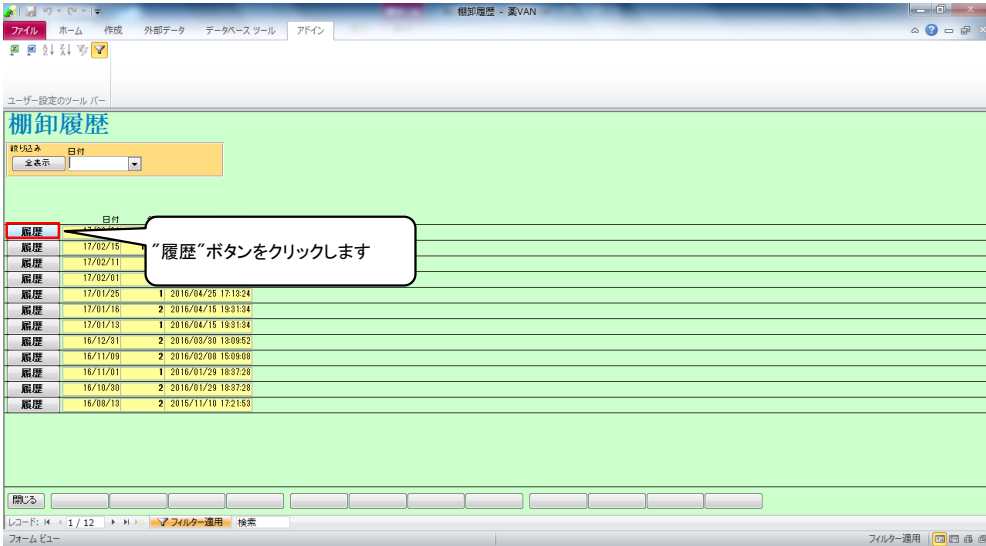 棚卸履歴 - 薬VAN
ファイル ホーム 作成 外部データ データベース ツール アドイン
ユーザー設定のツール バー
棚卸履歴
絞り込み 日付
全表示
日付
履歴
"履歴"ボタンをクリックします
履歴 17/02/15
履歴 17/02/11
履歴 17/02/01
履歴 17/01/25 1 2016/04/25 17:13:24
履歴 17/01/16 2 2016/04/15 19:31:34
履歴 17/01/13 1 2016/04/15 19:31:34
履歴 16/12/31 2 2016/03/30 13:09:52
履歴 16/11/09 2 2016/02/08 15:09:08
履歴 16/11/01 1 2016/01/29 18:37:28
履歴 16/10/30 2 2016/01/29 18:37:28
履歴 16/08/13 2 2015/11/10 17:21:53
閉じる
レコード: 1 / 12 フィルター適用 検索
フォーム ビュー フィルター適用